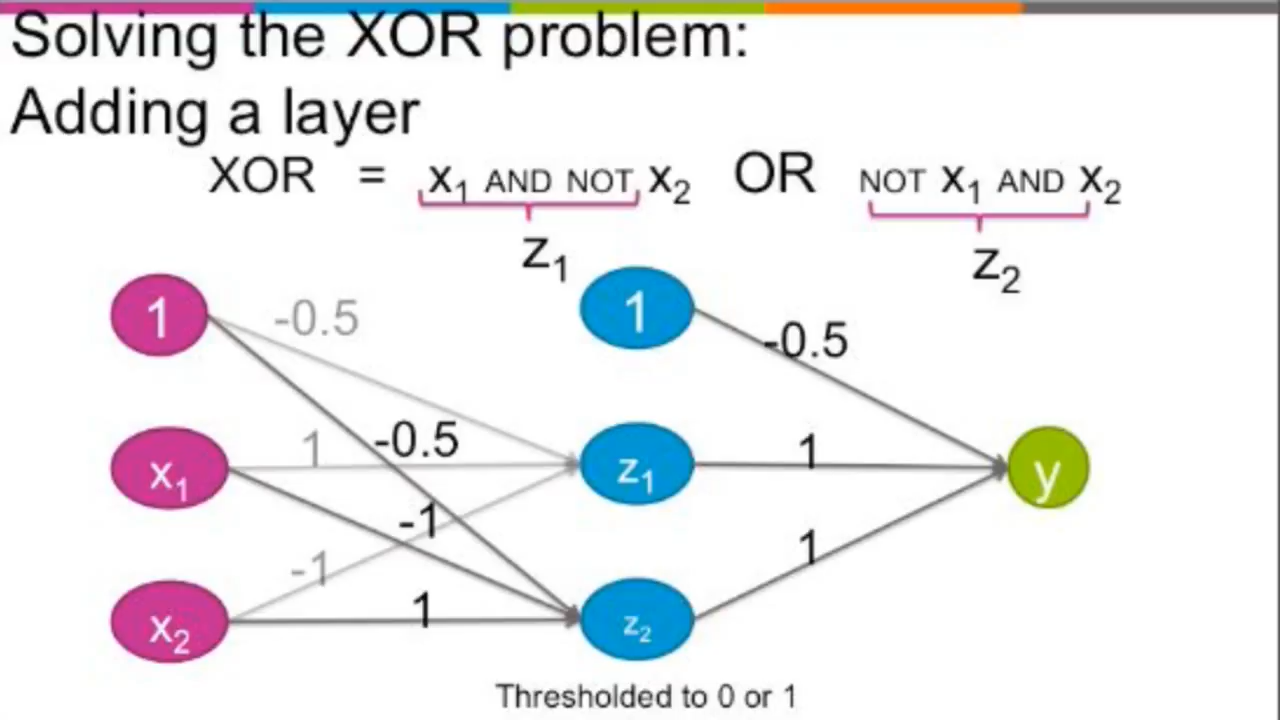 Solving the XOR problem:
Adding a layer
XOR = x₁ AND NOT x₂ OR NOT x₁ AND x₂
z₁ z₂
1 -0.5 1 -0.5
x₁ 1 -0.5 z₁ 1 y
-1 1
x₂ -1 1 z₂
Thresholded to 0 or 1